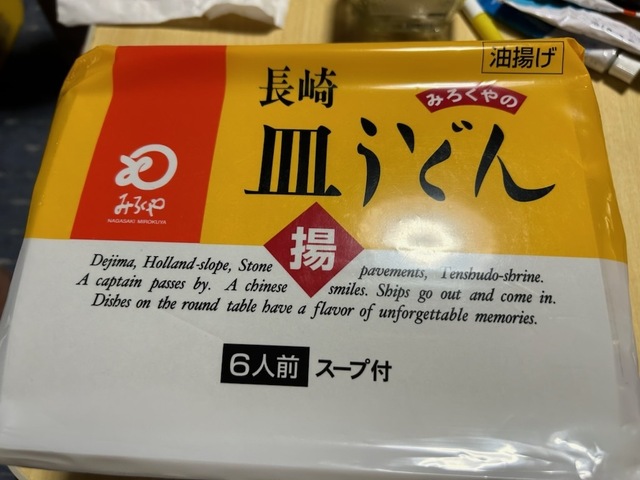 油揚げ
長崎
みろくやの
皿うどん
みろくや
NAGASAKI MIROKUYA
揚
Dejima, Holland-slope, Stone pavements, Tenshudo-shrine.
A captain passes by. A chinese smiles. Ships go out and come in.
Dishes on the round table have a flavor of unforgettable memories.
6人前 スープ付